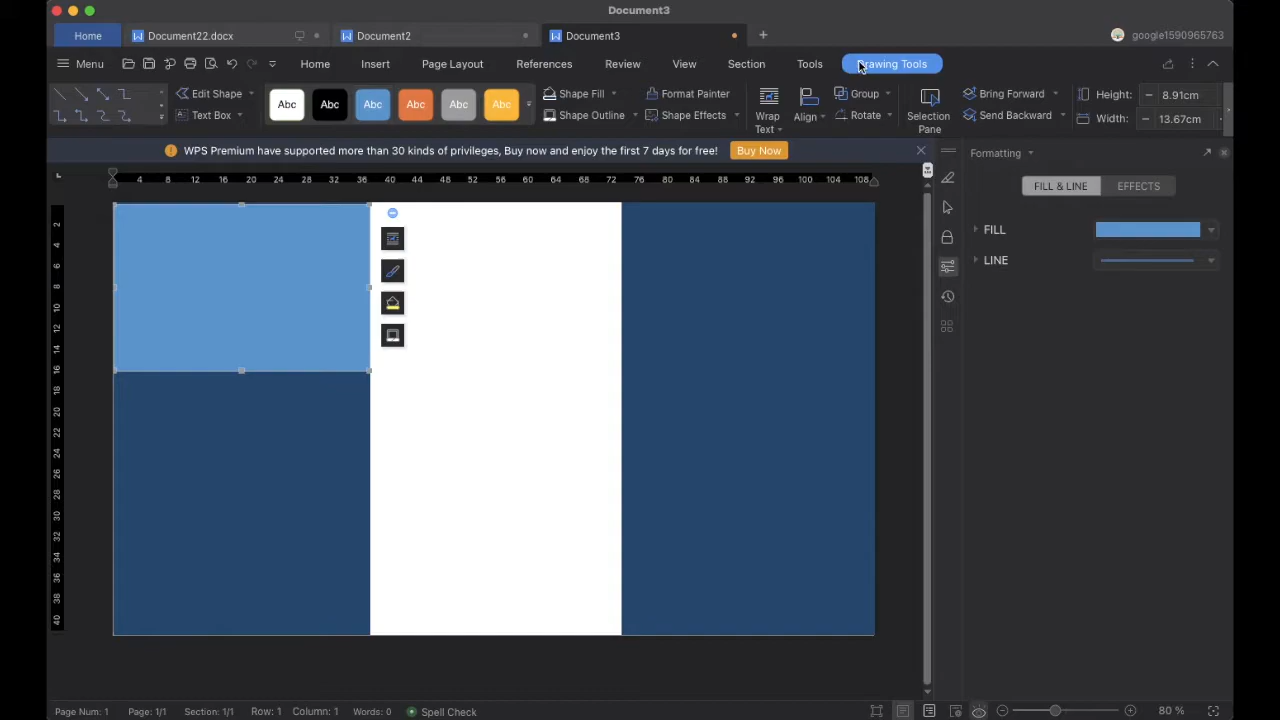 Document3
Home Document22.docx Document2 Document3 google1590965763
Menu Home Insert Page Layout References Review View Section Tools Drawing Tools
Edit Shape Abc Abc Abc Abc Abc Abc Shape Fill Format Painter Group Bring Forward Height: 8.91cm
Text Box Shape Outline Shape Effects Wrap Text Align Rotate Selection Pane Send Backward Width: 13.67cm
WPS Premium have supported more than 30 kinds of privileges, Buy now and enjoy the first 7 days for free! Buy Now
Formatting
4 8 12 16 20 24 28 32 36 40 44 48 52 56 60 64 68 72 76 80 84 88 92 96 100 104 108
FILL & LINE EFFECTS
FILL
LINE
2
4
6
8
10
12
14
16
18
20
22
24
26
28
30
32
34
36
38
40
Page Num: 1 Page: 1/1 Section: 1/1 Row: 1 Column: 1 Words: 0 Spell Check 80 %